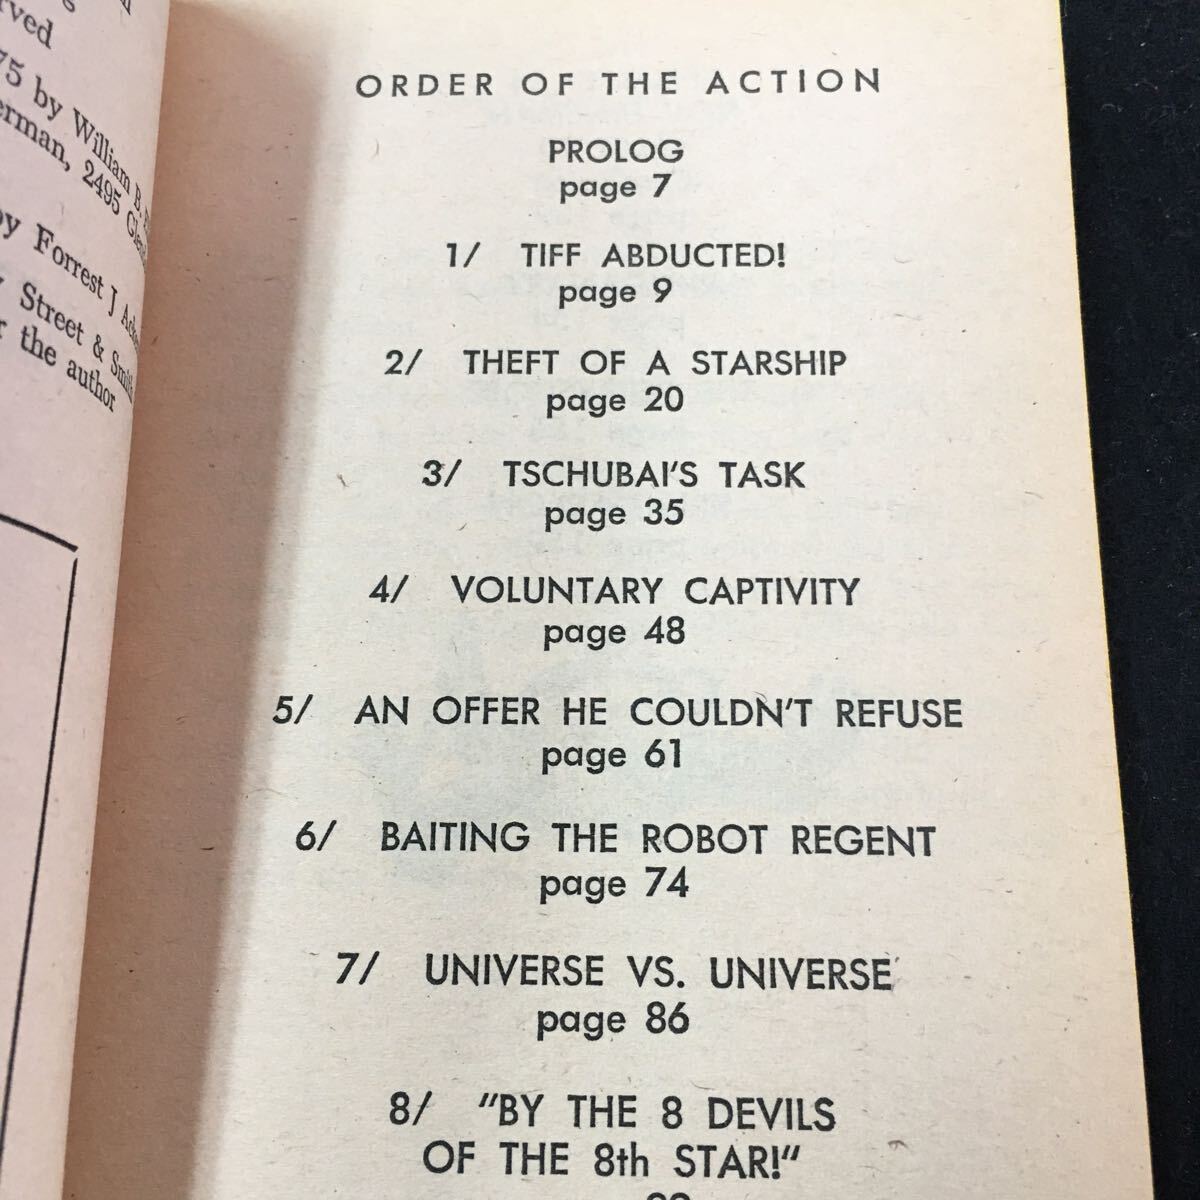 rved
75 by William B.
erman, 2495
by Forrest J
Street & Smith
the author
ORDER OF THE ACTION
PROLOG
page 7
1/ TIFF ABDUCTED!
page 9
2/ THEFT OF A STARSHIP
page 20
3/ TSCHUBAI'S TASK
page 35
4/ VOLUNTARY CAPTIVITY
page 48
5/ AN OFFER HE COULDN'T REFUSE
page 61
6/ BAITING THE ROBOT REGENT
page 74
7/ UNIVERSE VS. UNIVERSE
page 86
8/ "BY THE 8 DEVILS
OF THE 8th STAR!"